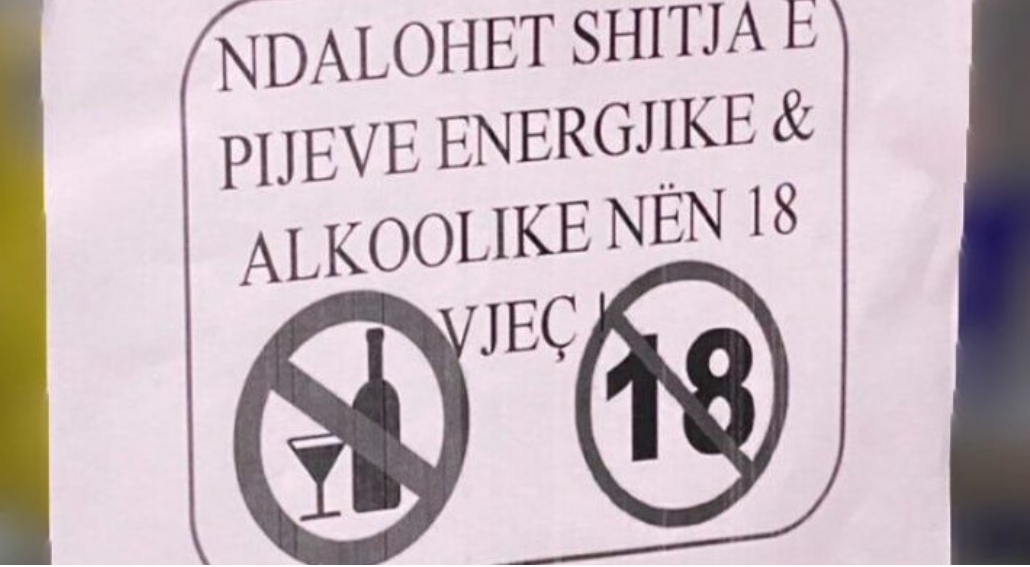 NDALOHET SHITJA E
PIJEVE ENERGJIKE &
ALKOOLIKE NËN 18
VJEÇ !
18